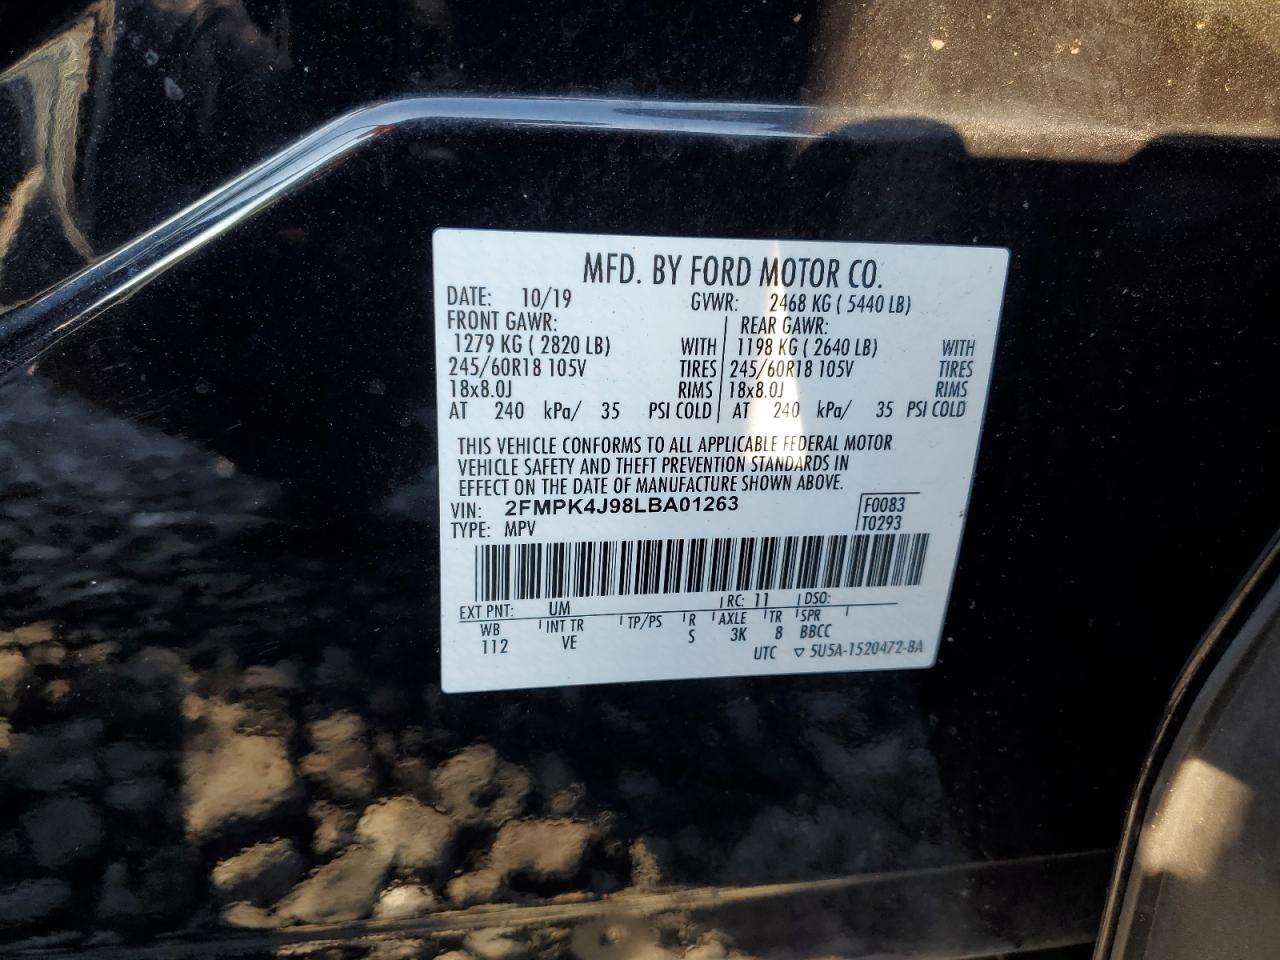 MFD. BY FORD MOTOR CO.
DATE: 10/19 GVWR: 2468 KG ( 5440 LB)
FRONT GAWR: REAR GAWR:
1279 KG ( 2820 LB) WITH 1198 KG ( 2640 LB) WITH
245/60R18 105V TIRES 245/60R18 105V TIRES
18x8.0J RIMS 18x8.0J RIMS
AT 240 kPa/ 35 PSI COLD AT 240 kPa/ 35 PSI COLD
THIS VEHICLE CONFORMS TO ALL APPLICABLE FEDERAL MOTOR
VEHICLE SAFETY AND THEFT PREVENTION STANDARDS IN
EFFECT ON THE DATE OF MANUFACTURE SHOWN ABOVE.
VIN: 2FMPK4J98LBA01263 F0083
TYPE: MPV T0293
EXT PNT: UM RC: 11 DSO:
WB INT TR TP/PS R AXLE TR SPR
112 VE S 3K 8 BBCC
UTC ▽ 5U5A-1520472-BA